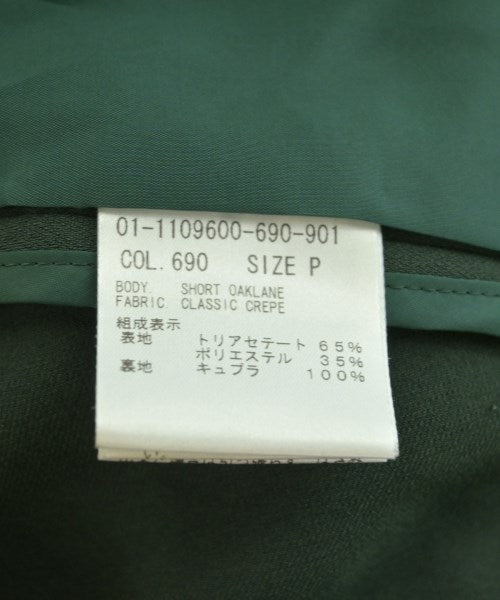 01-1109600-690-901
COL. 690 SIZE P
BODY. SHORT OAKLANE
FABRIC. CLASSIC CREPE
組成表示
表地 トリアセテート 65%
ポリエステル 35%
裏地 キュプラ 100%